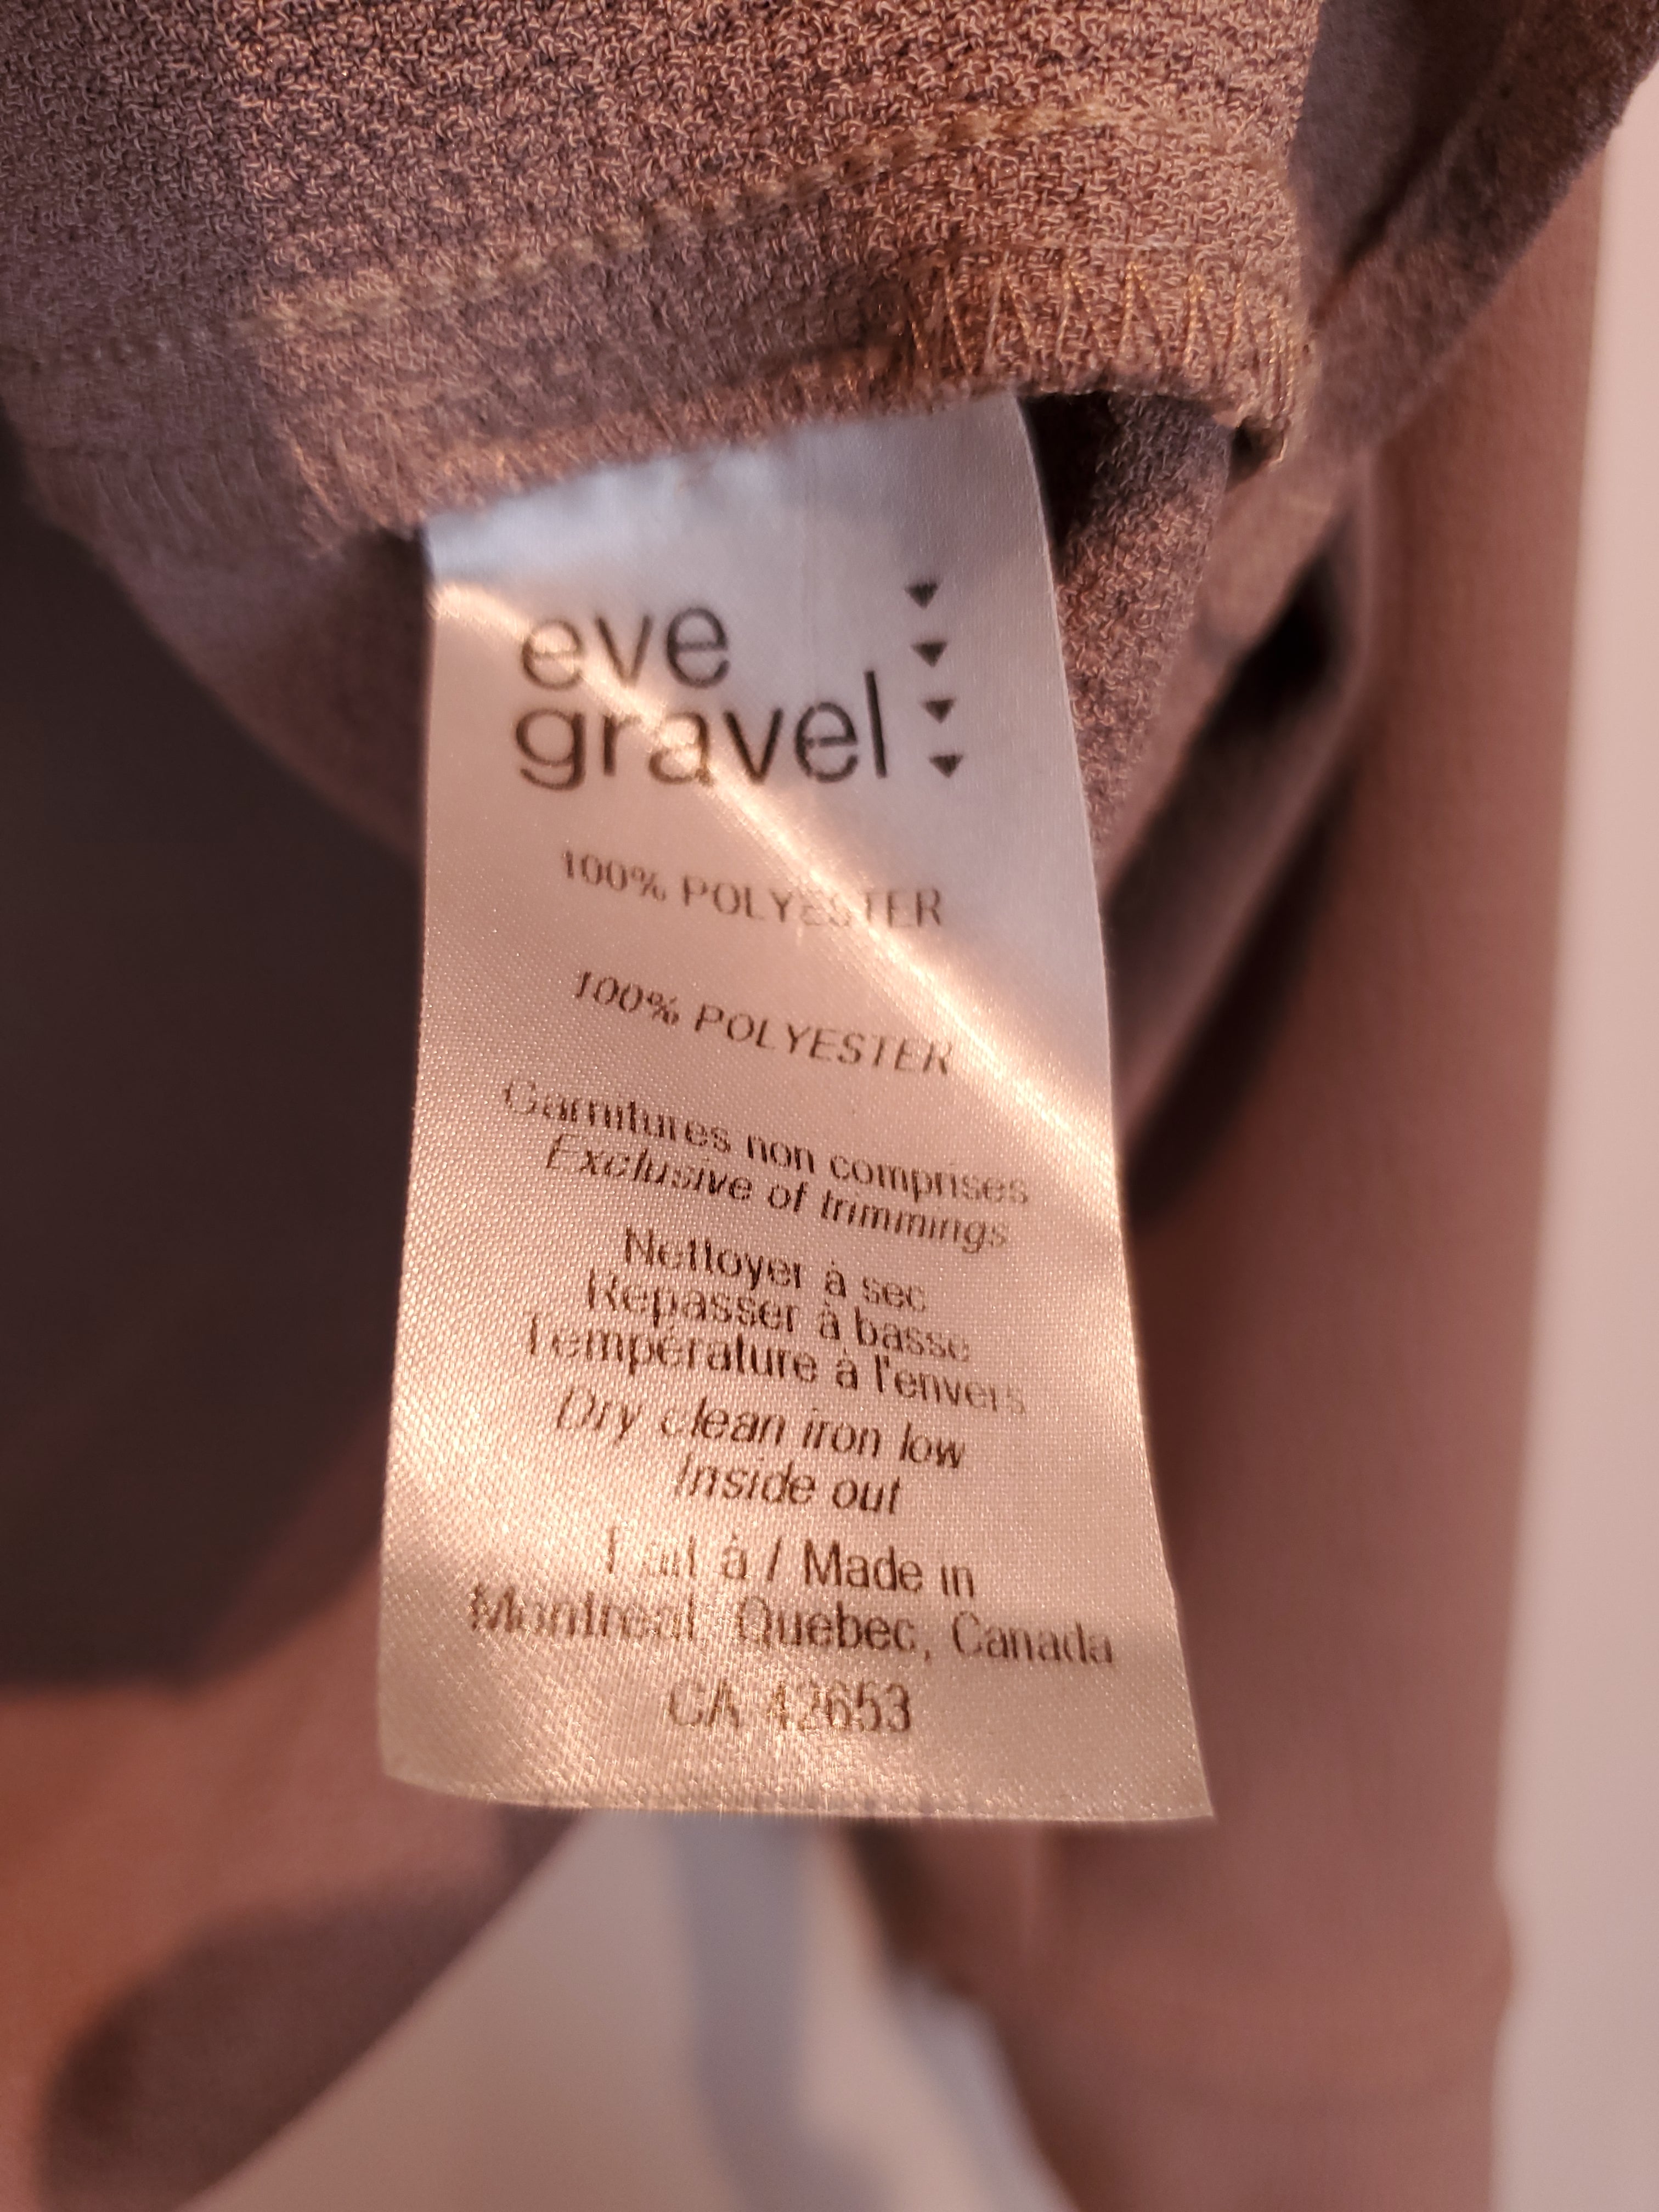 eve
gravel
100% POLYESTER
100% POLYESTER
Garnitures non comprises
Exclusive of trimmings
Nettoyer à sec
Repasser à basse
Température à l'envers
Dry clean iron low
Inside out
Fait à / Made in
Montreal, Quebec, Canada
CA 42653